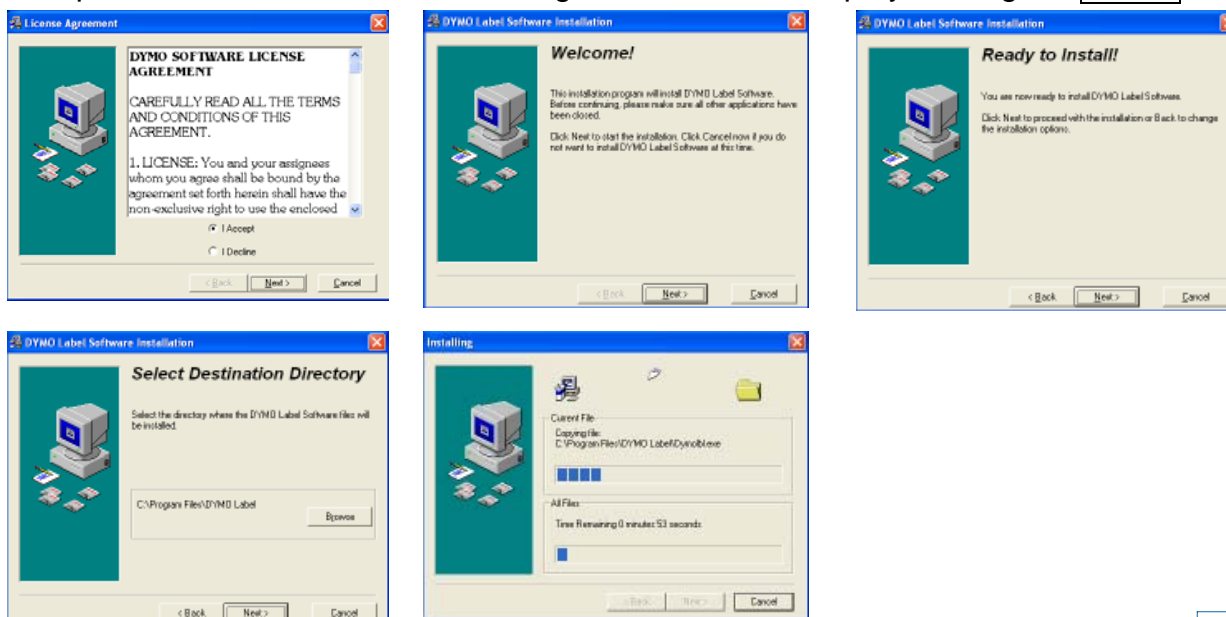 License Agreement
DYMO SOFTWARE LICENSE
AGREEMENT
CAREFULLY READ ALL THE TERMS
AND CONDITIONS OF THIS
AGREEMENT.
1. LICENSE: You and your assignees
whom you agree shall be bound by the
agreement set forth herein shall have the
non-exclusive right to use the enclosed
I Accept
I Decline
< Back
Next >
Cancel
DYMO Label Software Installation
Welcome!
This installation program will install DYMO Label Software.
Before continuing, please make sure all other applications have
been closed.
Click Next to start the installation. Click Cancel now if you do
not want to install DYMO Label Software at this time.
< Back
Next >
Cancel
DYMO Label Software Installation
Ready to Install!
You are now ready to install DYMO Label Software.
Click Next to proceed with the installation or Back to change
the installation options.
< Back
Next >
Cancel
DYMO Label Software Installation
Select Destination Directory
Select the directory where the DYMO Label Software files will
be installed.
C:\Program Files\DYMO Label
Browse
< Back
Next >
Cancel
Installing
Current File
Copying file:
C:\Program Files\DYMO Label\Dymolbl.exe
All Files
Time Remaining 0 minutes 53 seconds
< Back
Next >
Cancel